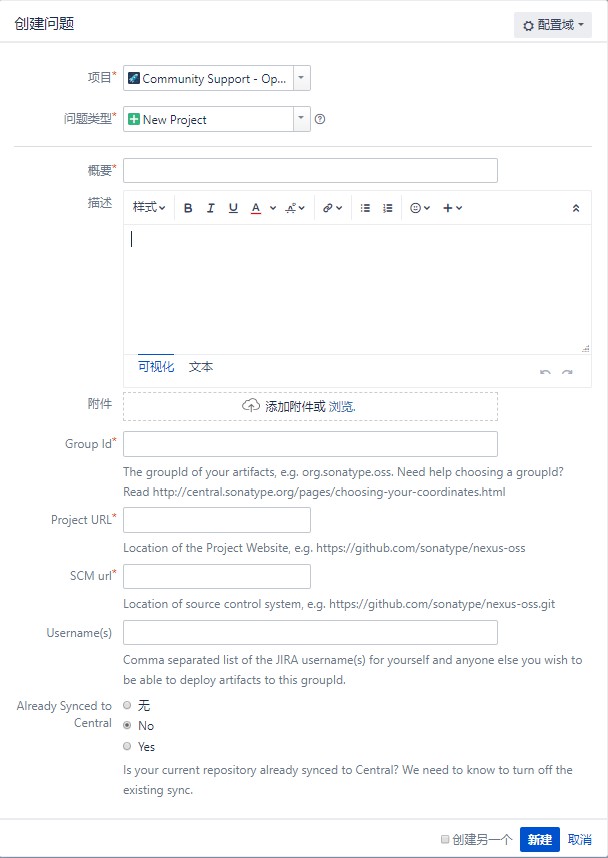 创建问题
配置域
项目*
Community Support - Op...
问题类型*
New Project
概要*
描述
样式
B I U A
可视化 文本
附件
添加附件或 浏览.
Group Id*
The groupId of your artifacts, e.g. org.sonatype.oss. Need help choosing a groupId?
Read http://central.sonatype.org/pages/choosing-your-coordinates.html
Project URL*
Location of the Project Website, e.g. https://github.com/sonatype/nexus-oss
SCM url*
Location of source control system, e.g. https://github.com/sonatype/nexus-oss.git
Username(s)
Comma separated list of the JIRA username(s) for yourself and anyone else you wish to
be able to deploy artifacts to this groupId.
Already Synced to
Central
无
No
Yes
Is your current repository already synced to Central? We need to know to turn off the
existing sync.
创建另一个 新建 取消